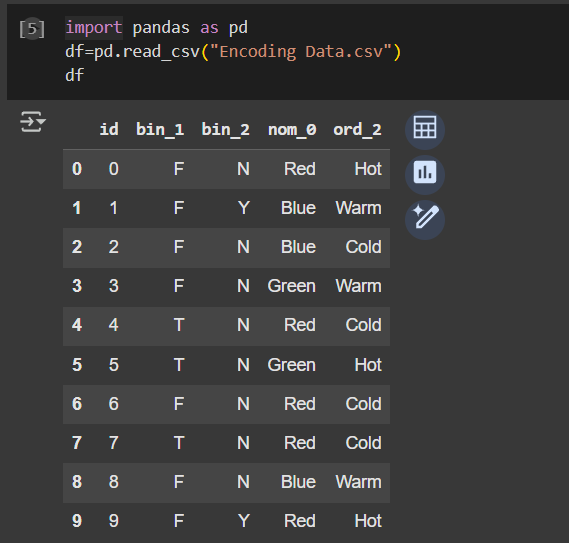 [5] import pandas as pd
df=pd.read_csv("Encoding Data.csv")
df
id bin_1 bin_2 nom_0 ord_2
0 0 F N Red Hot
1 1 F Y Blue Warm
2 2 F N Blue Cold
3 3 F N Green Warm
4 4 T N Red Cold
5 5 T N Green Hot
6 6 F N Red Cold
7 7 T N Red Cold
8 8 F N Blue Warm
9 9 F Y Red Hot